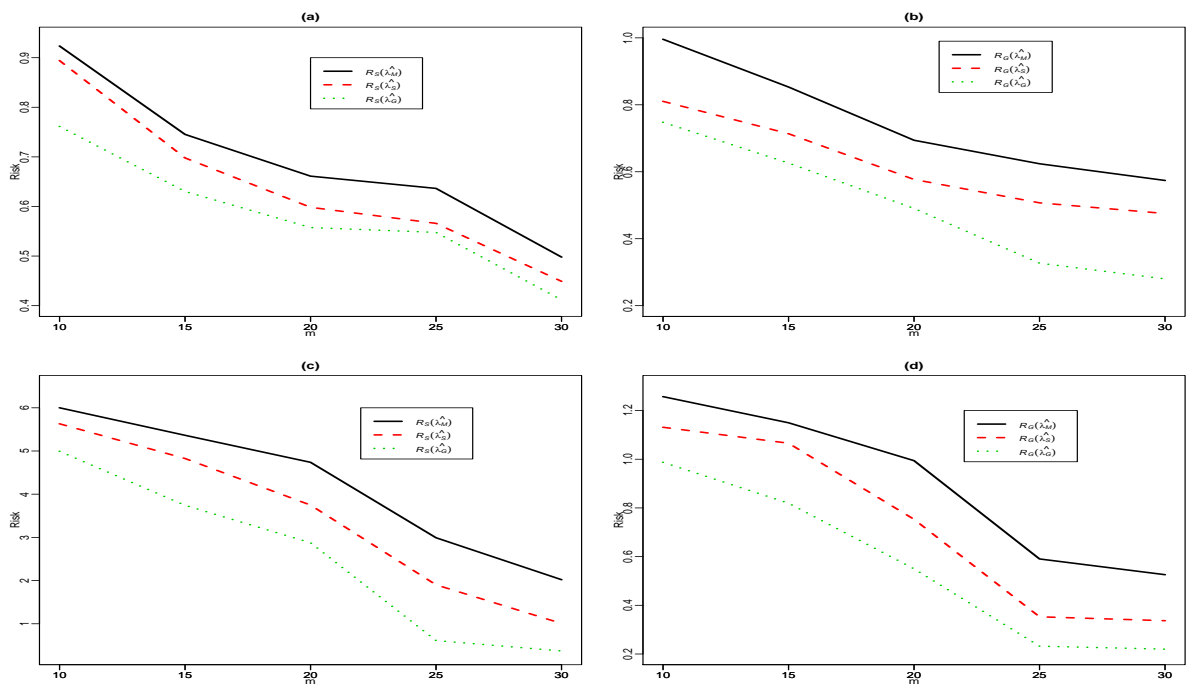 (a)
Risk
0.9
0.8
0.7
0.6
0.5
0.4
R_S(λ̂_M)
R_S(λ̂_S)
R_S(λ̂_G)
10 15 20 25 30
m
(b)
Risk
1.0
0.8
0.6
0.4
0.2
R_G(λ̂_M)
R_G(λ̂_S)
R_G(λ̂_G)
10 15 20 25 30
m
(c)
Risk
6
5
4
3
2
1
R_S(λ̂_M)
R_S(λ̂_S)
R_S(λ̂_G)
10 15 20 25 30
m
(d)
Risk
1.2
1.0
0.8
0.6
0.4
0.2
R_G(λ̂_M)
R_G(λ̂_S)
R_G(λ̂_G)
10 15 20 25 30
m